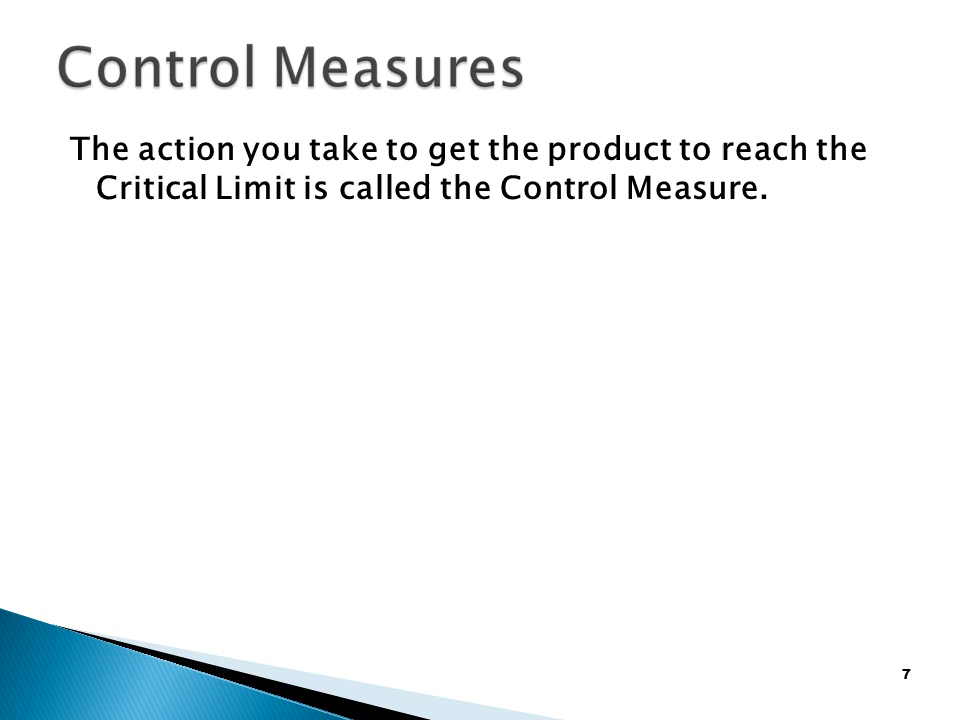 Control Measures
The action you take to get the product to reach the
Critical Limit is called the Control Measure.
7